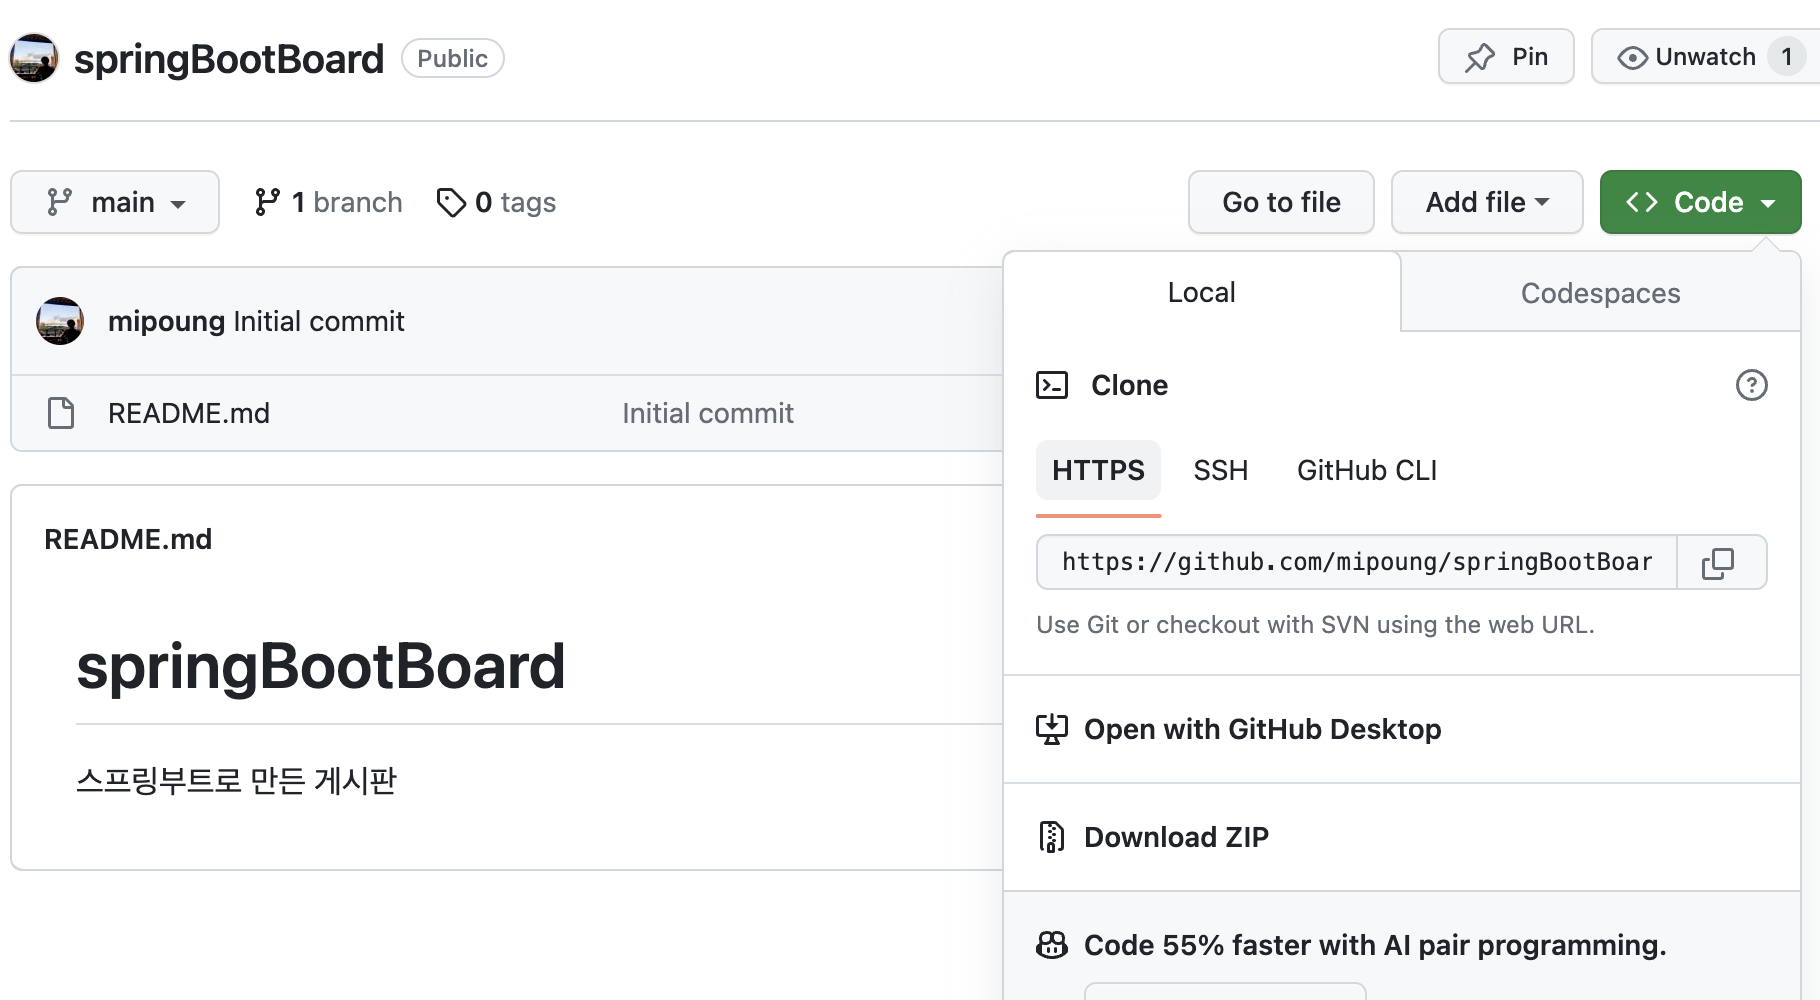 springBootBoard Public
Pin
Unwatch 1
main
1 branch
0 tags
Go to file
Add file
Code
mipoung Initial commit
README.md Initial commit
README.md
springBootBoard
스프링부트로 만든 게시판
Local
Codespaces
Clone
HTTPS SSH GitHub CLI
https://github.com/mipoung/springBootBoar
Use Git or checkout with SVN using the web URL.
Open with GitHub Desktop
Download ZIP
Code 55% faster with AI pair programming.